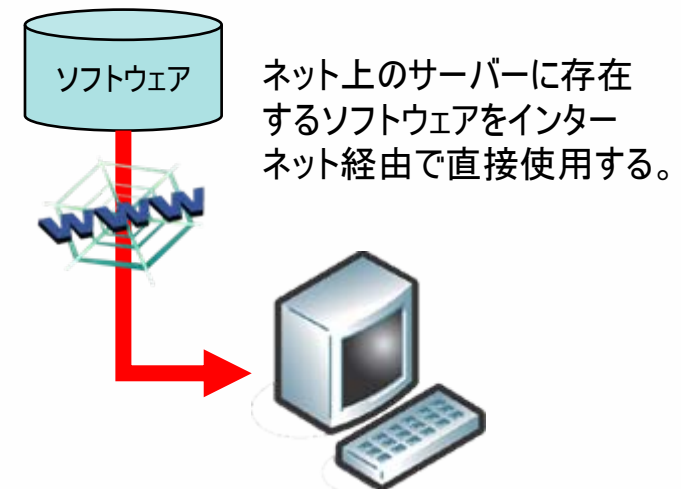 ソフトウェア
ネット上のサーバーに存在
するソフトウェアをインター
ネット経由で直接使用する。
WWW